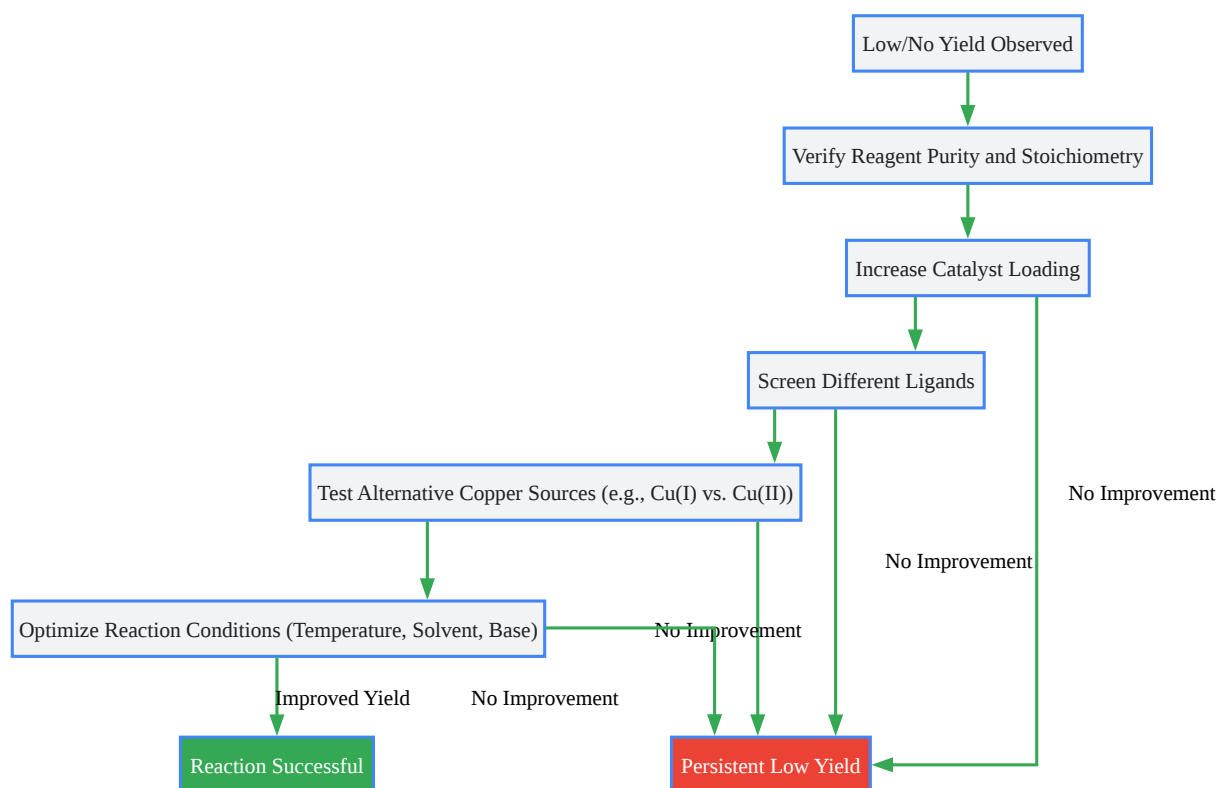 Low/No Yield Observed
Verify Reagent Purity and Stoichiometry
Increase Catalyst Loading
Screen Different Ligands
Test Alternative Copper Sources (e.g., Cu(I) vs. Cu(II))
No Improvement
No Improvement
Optimize Reaction Conditions (Temperature, Solvent, Base)
No Improvement
Improved Yield
No Improvement
Reaction Successful
Persistent Low Yield